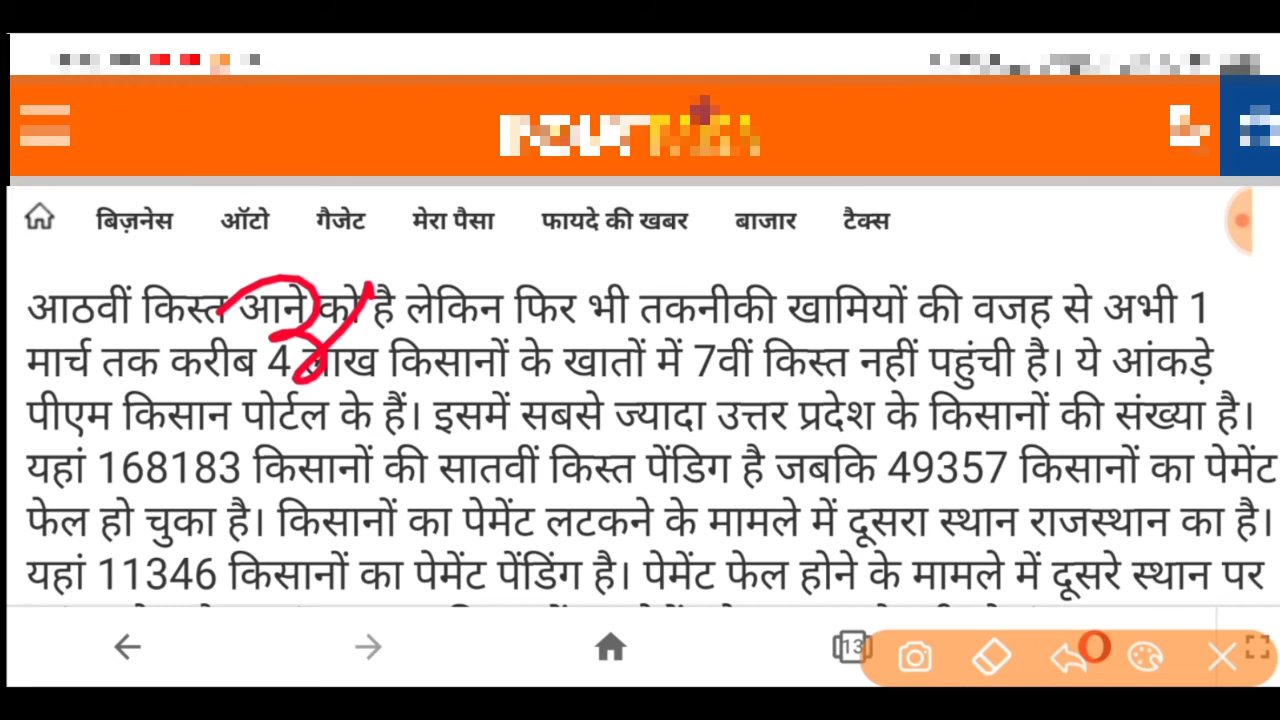 बिज़नेस ऑटो गैजेट मेरा पैसा फायदे की खबर बाजार टैक्स
आठवीं किस्त आने को है लेकिन फिर भी तकनीकी खामियों की वजह से अभी 1
मार्च तक करीब 4 लाख किसानों के खातों में 7वीं किस्त नहीं पहुंची है। ये आंकड़े
पीएम किसान पोर्टल के हैं। इसमें सबसे ज्यादा उत्तर प्रदेश के किसानों की संख्या है।
यहां 168183 किसानों की सातवीं किस्त पेंडिग है जबकि 49357 किसानों का पेमेंट
फेल हो चुका है। किसानों का पेमेंट लटकने के मामले में दूसरा स्थान राजस्थान का है।
यहां 11346 किसानों का पेमेंट पेंडिंग है। पेमेंट फेल होने के मामले में दूसरे स्थान पर
13